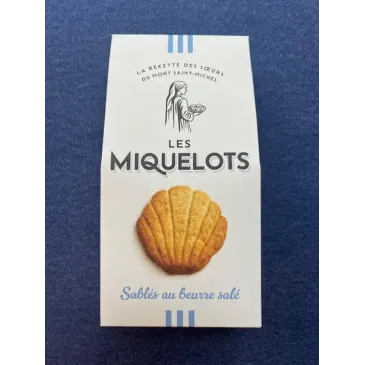 LA RECETTE DES SŒURS
DU MONT SAINT-MICHEL
LES
MIQUELOTS
Sablés au beurre salé